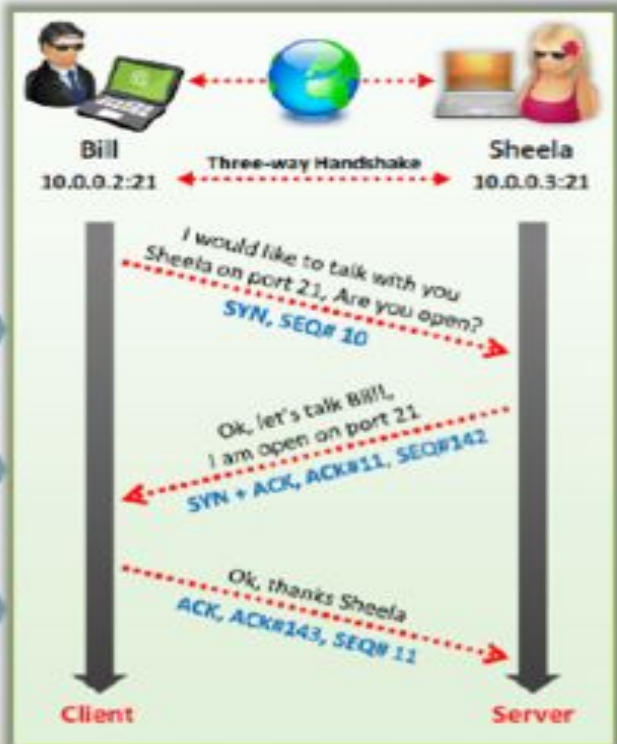 Bill
Sheela
Three-way Handshake
10.0.0.2:21
10.0.0.3:21
I would like to talk with you
Sheela on port 21, Are you open?
SYN, SEQ# 10
Ok, let's talk Bill!,
I am open on port 21
SYN + ACK, ACK#11, SEQ#142
Ok, thanks Sheela
ACK, ACK#143, SEQ# 11
Client
Server